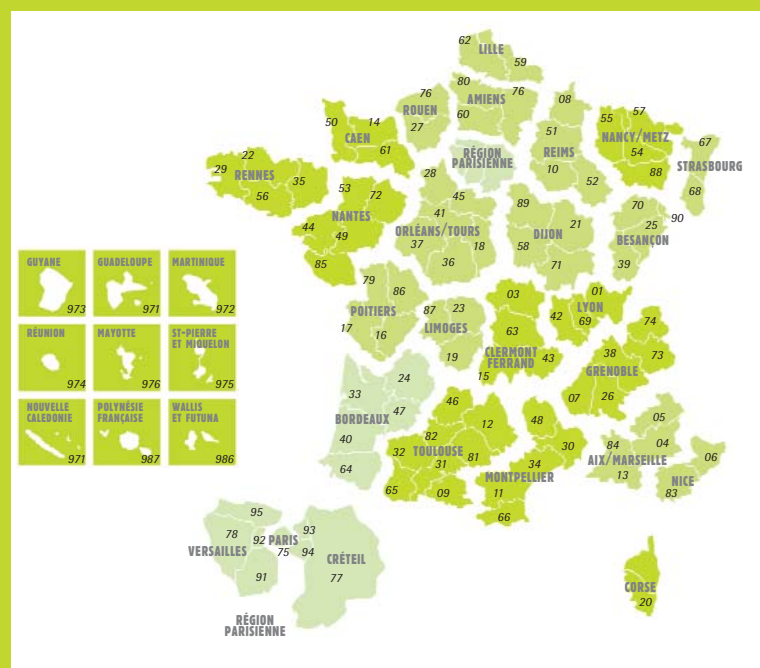 62
LILLE
59
80
76
AMIENS
60
76
ROUEN
27
08
51
REIMS
10
52
55
57
NANCY/METZ
54
88
67
STRASBOURG
68
50
14
CAEN
61
RÉGION
PARISIENNE
22
29
RENNES
35
56
53
72
NANTES
44
49
85
28
45
41
ORLÉANS/TOURS
37
18
36
89
21
DIJON
58
71
70
90
25
BESANÇON
39
GUYANE
973
GUADELOUPE
971
MARTINIQUE
972
RÉUNION
974
MAYOTTE
976
ST-PIERRE
ET MIQUELON
975
NOUVELLE
CALEDONIE
971
POLYNÉSIE
FRANÇAISE
987
WALLIS
ET FUTUNA
986
79
86
POITIERS
17
16
87
23
LIMOGES
19
03
63
CLERMONT
FERRAND
43
15
01
42
LYON
69
74
38
73
GRENOBLE
07
26
24
33
47
BORDEAUX
40
64
46
12
82
32
TOULOUSE
31
81
65
09
48
30
34
MONTPELLIER
11
66
05
84
04
AIX/MARSEILLE
13
06
NICE
83
95
78
92
PARIS
93
VERSAILLES
75
94
CRÉTEIL
91
77
RÉGION
PARISIENNE
CORSE
20